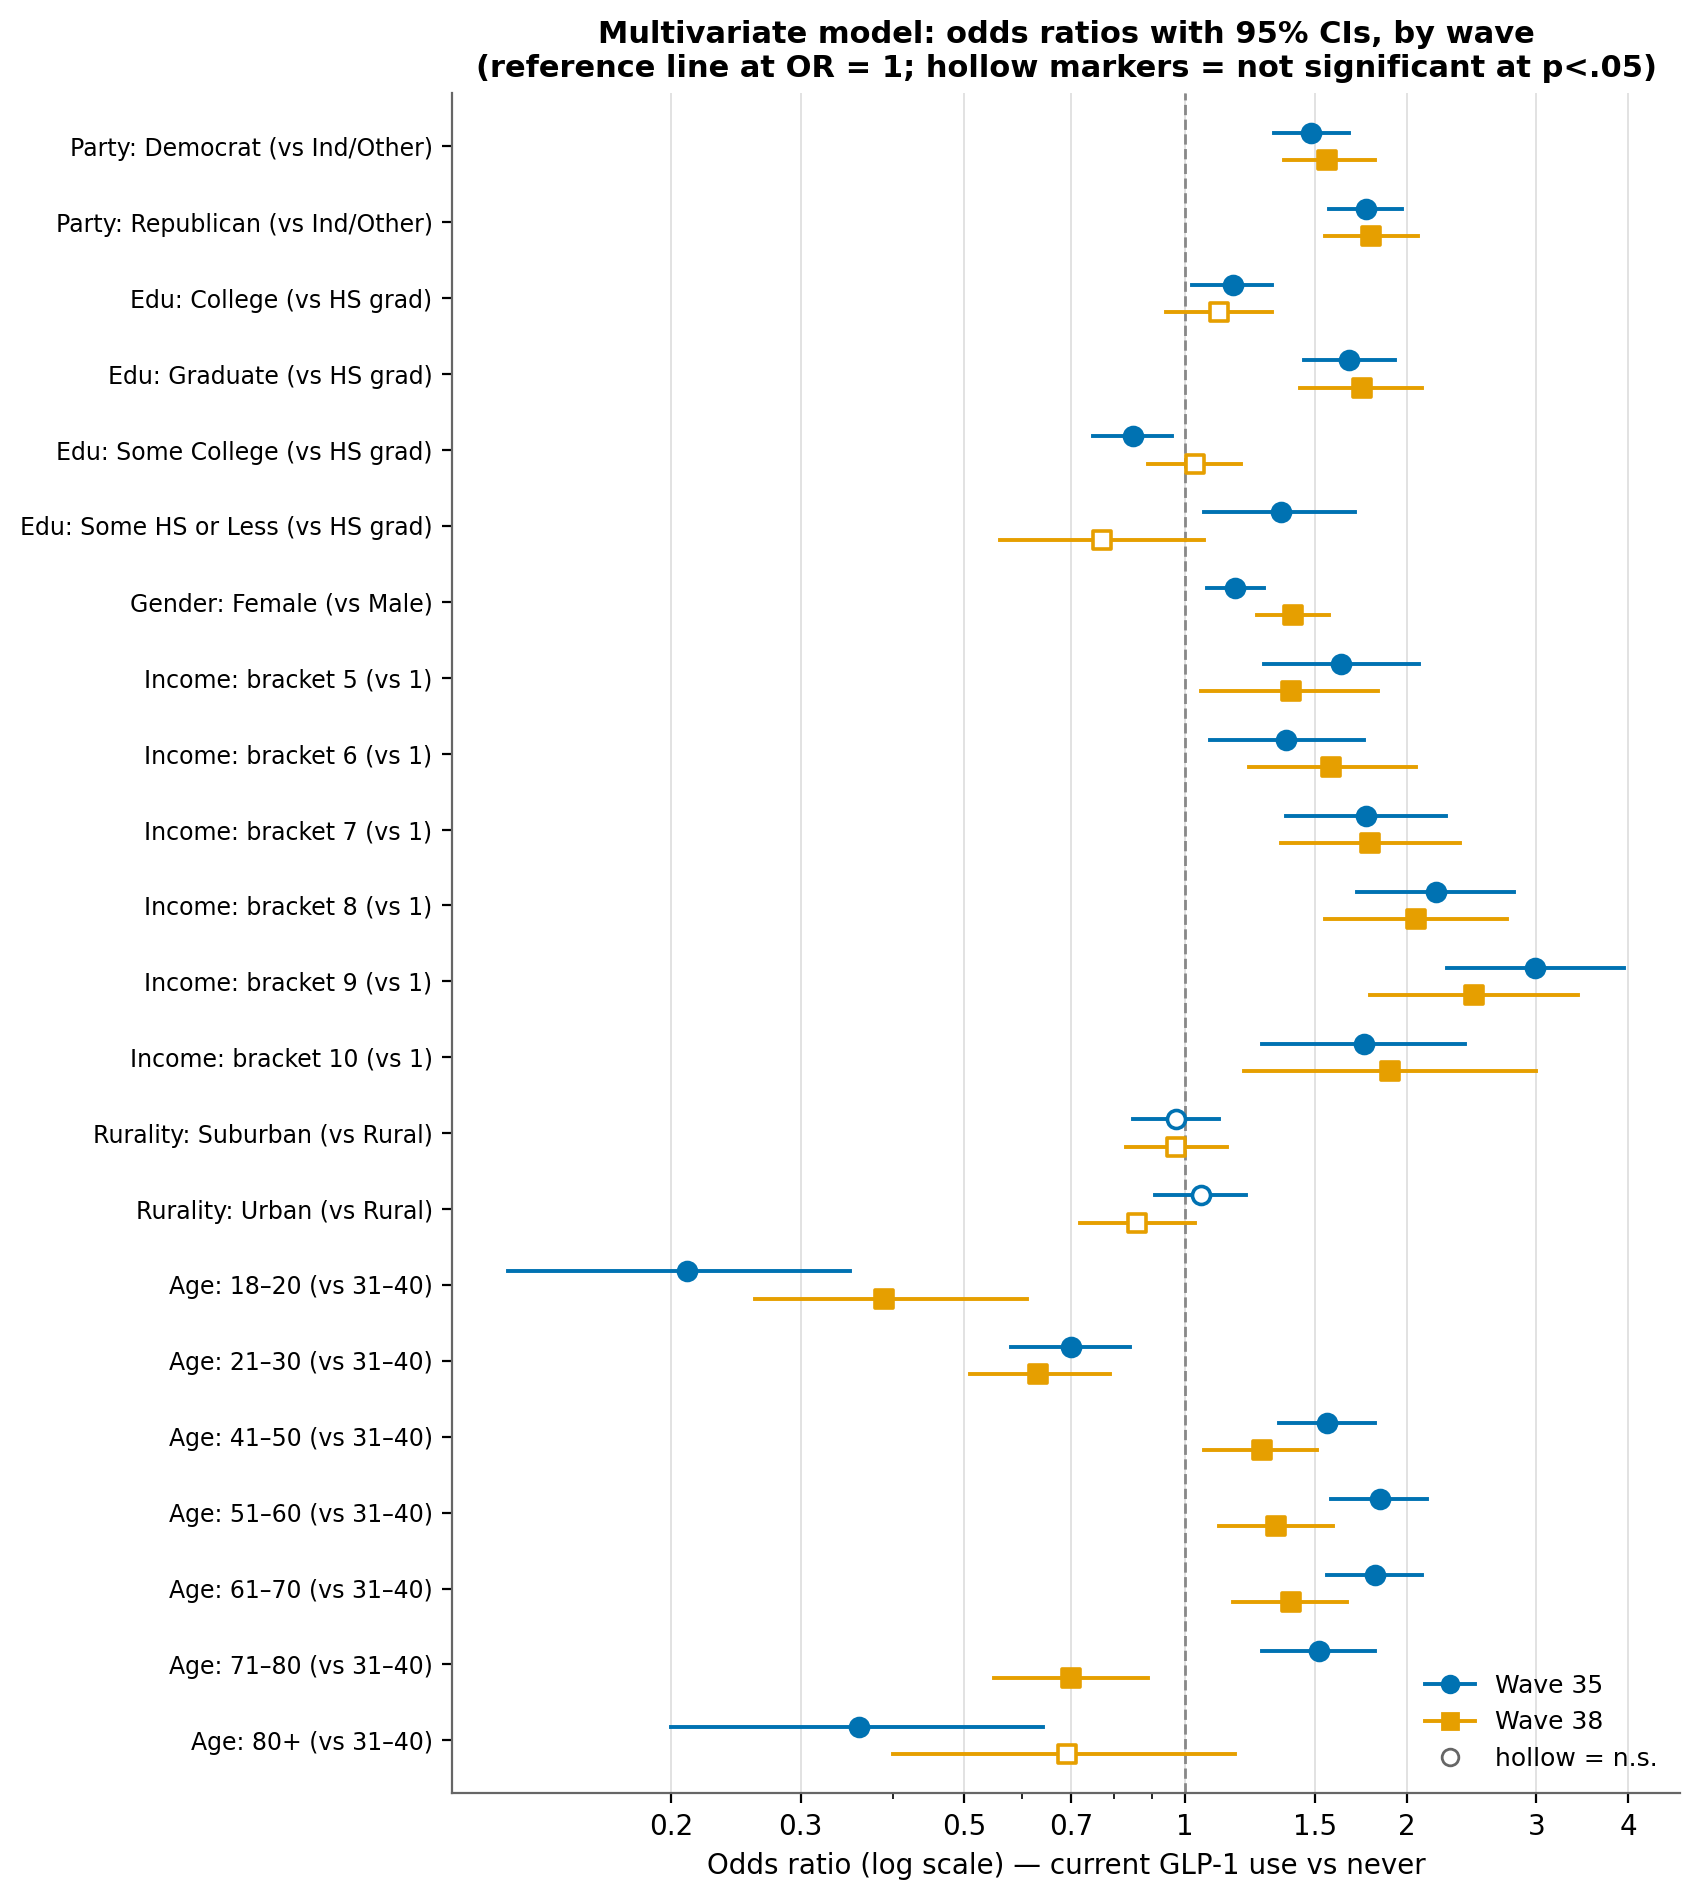 Multivariate model: odds ratios with 95% CIs, by wave
(reference line at OR = 1; hollow markers = not significant at p<.05)
Party: Democrat (vs Ind/Other)
Party: Republican (vs Ind/Other)
Edu: College (vs HS grad)
Edu: Graduate (vs HS grad)
Edu: Some College (vs HS grad)
Edu: Some HS or Less (vs HS grad)
Gender: Female (vs Male)
Income: bracket 5 (vs 1)
Income: bracket 6 (vs 1)
Income: bracket 7 (vs 1)
Income: bracket 8 (vs 1)
Income: bracket 9 (vs 1)
Income: bracket 10 (vs 1)
Rurality: Suburban (vs Rural)
Rurality: Urban (vs Rural)
Age: 18–20 (vs 31–40)
Age: 21–30 (vs 31–40)
Age: 41–50 (vs 31–40)
Age: 51–60 (vs 31–40)
Age: 61–70 (vs 31–40)
Age: 71–80 (vs 31–40)
Age: 80+ (vs 31–40)
Wave 35
Wave 38
hollow = n.s.
0.2 0.3 0.5 0.7 1 1.5 2 3 4
Odds ratio (log scale) — current GLP-1 use vs never